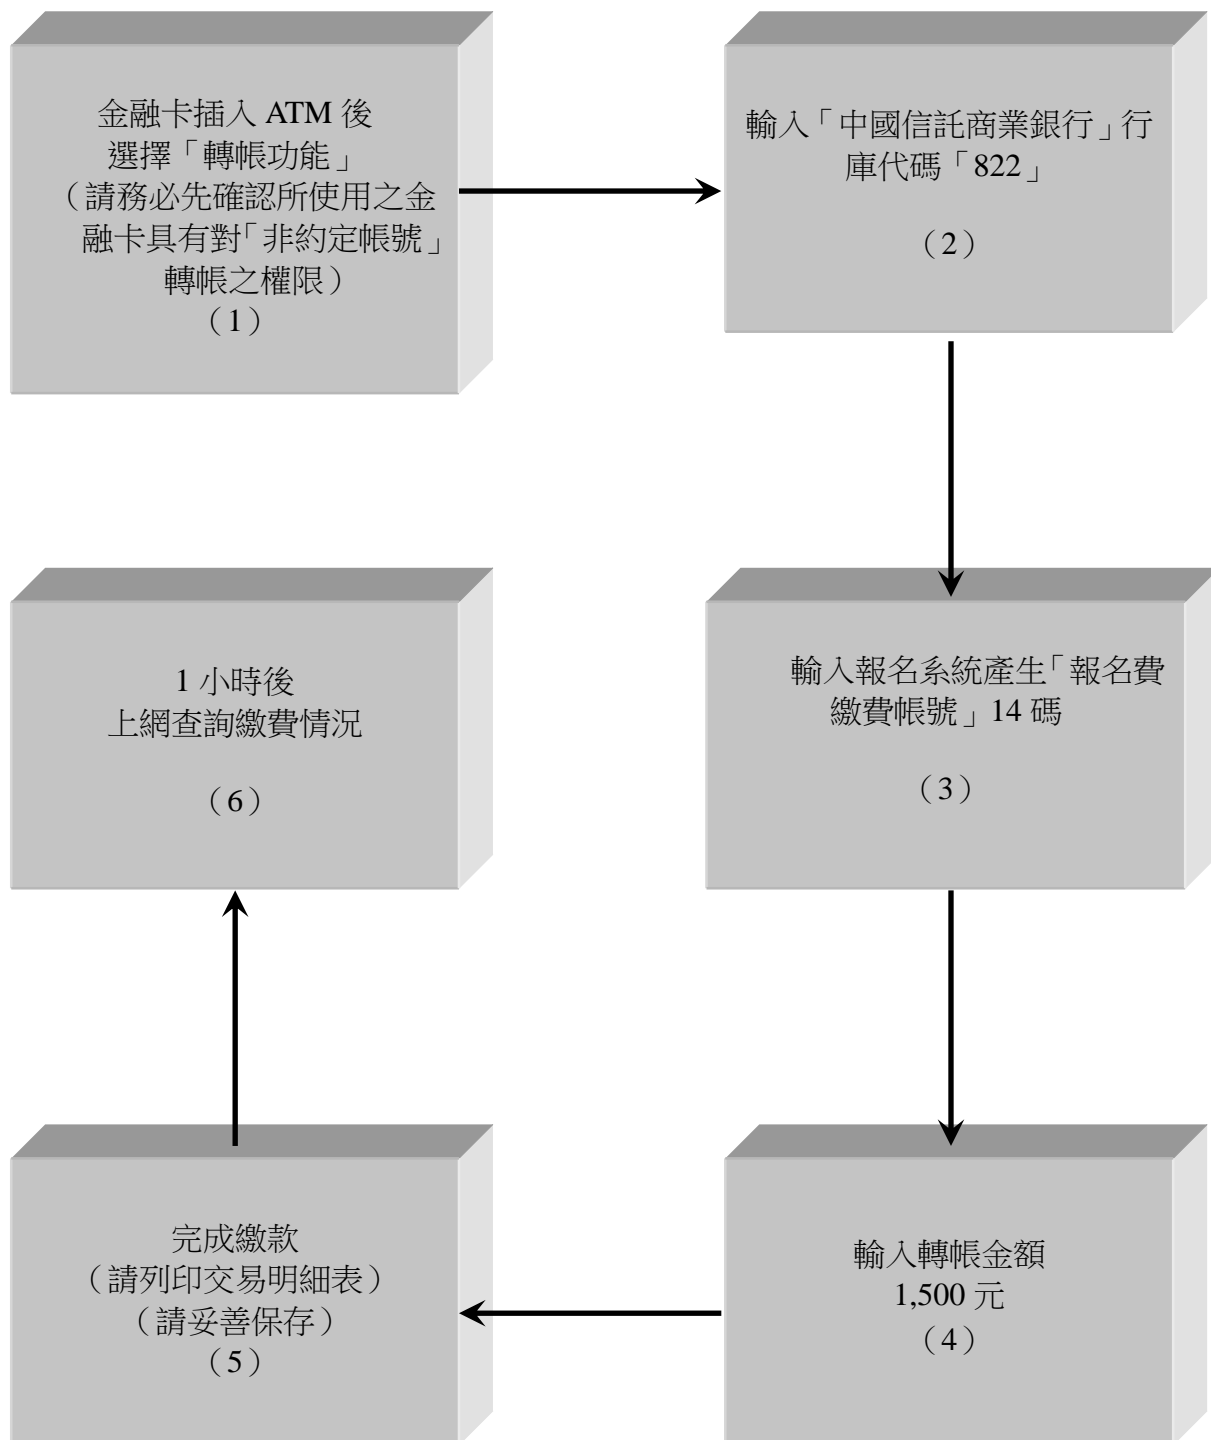 金融卡插入 ATM 後
選擇「轉帳功能」
（請務必先確認所使用之金
融卡具有對「非約定帳號」
轉帳之權限）
（1）
輸入「中國信託商業銀行」行
庫代碼「822」
（2）
輸入報名系統產生「報名費
繳費帳號」14 碼
（3）
輸入轉帳金額
1,500 元
（4）
完成繳款
（請列印交易明細表）
（請妥善保存）
（5）
1 小時後
上網查詢繳費情況
（6）